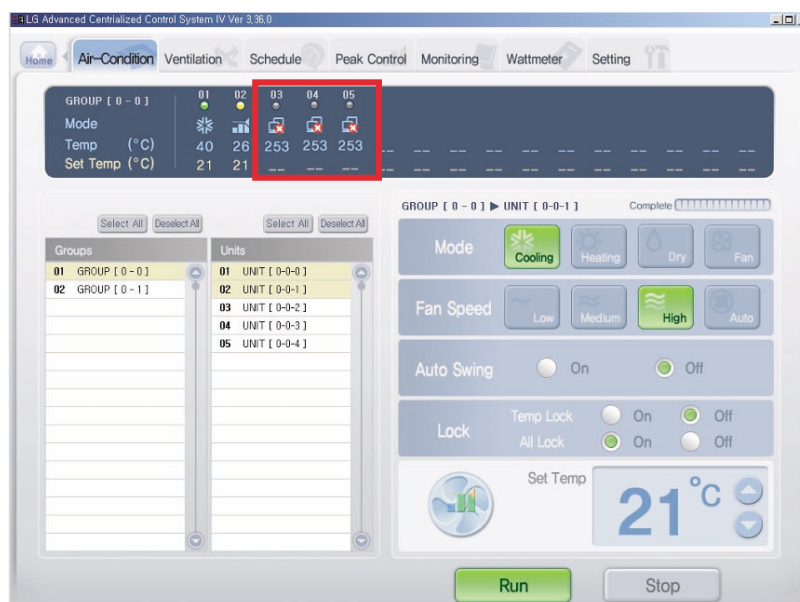 LG Advanced Centrialized Control System IV Ver 3,36,0
Home Air-Condition Ventilation Schedule Peak Control Monitoring Wattmeter Setting
GROUP [ 0 - 0 ] 01 02 03 04 05
Mode
Temp (°C) 40 26 253 253 253 -- -- -- -- -- -- -- -- -- -- --
Set Temp (°C) 21 21 -- -- -- -- -- -- -- -- -- -- -- -- -- --
GROUP [ 0 - 0 ] ▶ UNIT [ 0-0-1 ] Complete
Select All Deselect All Select All Deselect All
Groups Units
01 GROUP [ 0 - 0 ] 01 UNIT [ 0-0-0 ]
02 GROUP [ 0 - 1 ] 02 UNIT [ 0-0-1 ]
03 UNIT [ 0-0-2 ]
04 UNIT [ 0-0-3 ]
05 UNIT [ 0-0-4 ]
Mode Cooling Heating Dry Fan
Fan Speed Low Medium High Auto
Auto Swing On Off
Lock
Temp Lock On Off
All Lock On Off
Set Temp
21°C
Run Stop